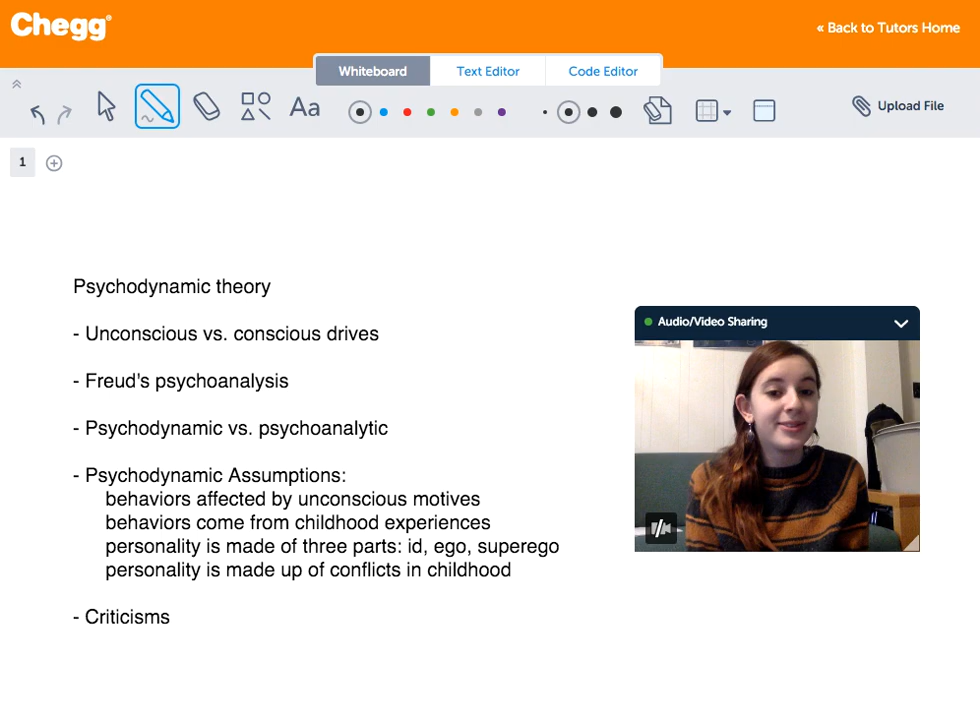 Chegg
« Back to Tutors Home
Whiteboard
Text Editor
Code Editor
Aa
Upload File
1
Psychodynamic theory
- Unconscious vs. conscious drives
- Freud's psychoanalysis
- Psychodynamic vs. psychoanalytic
- Psychodynamic Assumptions:
behaviors affected by unconscious motives
behaviors come from childhood experiences
personality is made of three parts: id, ego, superego
personality is made up of conflicts in childhood
- Criticisms
Audio/Video Sharing